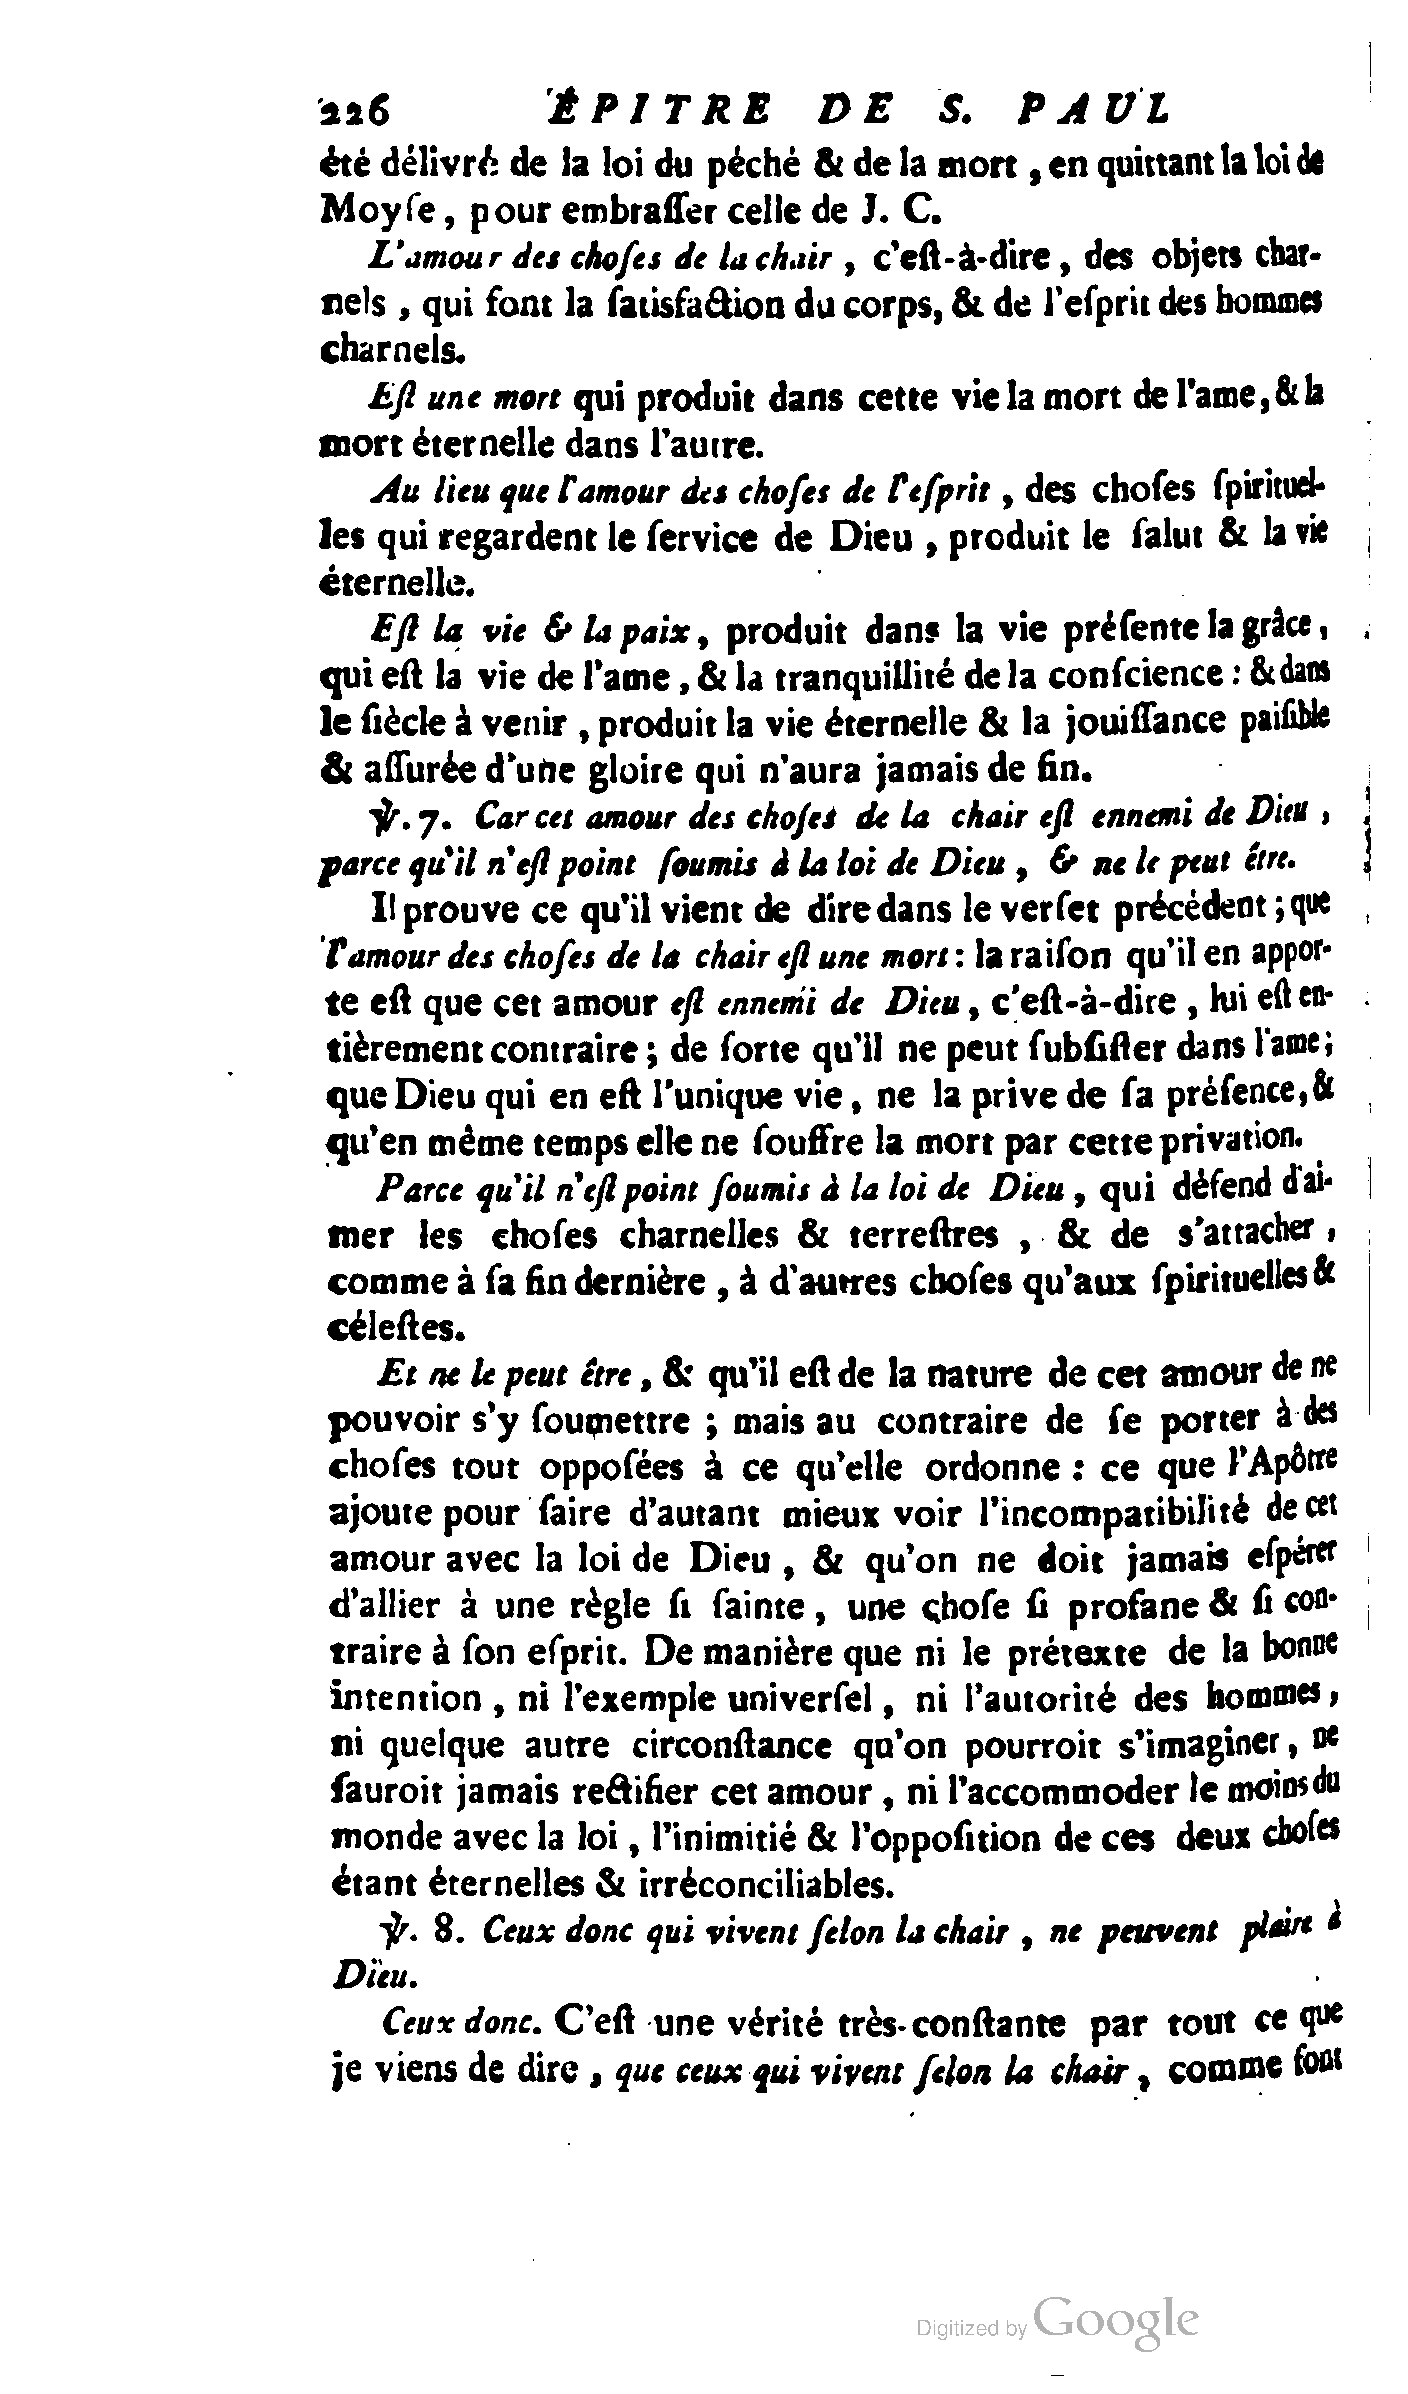 226 ÉPITRE DE S. PAUL
été délivré de la loi du péché & de la mort , en quittant la loi de
Moyſe , pour embraſſer celle de J. C.
L'amour des choſes de la chair , c'eſt-à-dire , des objets char-
nels , qui font la ſatisfaction du corps, & de l'eſprit des hommes
charnels.
Eſt une mort qui produit dans cette vie la mort de l'ame, & la
mort éternelle dans l'autre.
Au lieu que l'amour des choſes de l'eſprit , des choſes ſpirituel-
les qui regardent le ſervice de Dieu , produit le ſalut & la vie
éternelle.
Eſt la vie & la paix, produit dans la vie préſente la grâce,
qui eſt la vie de l'ame , & la tranquillité de la conſcience : & dans
le ſiècle à venir , produit la vie éternelle & la jouiſſance paiſible
& aſſurée d'une gloire qui n'aura jamais de fin.
℣. 7. Car cet amour des choſes de la chair eſt ennemi de Dieu ,
parce qu'il n'eſt point ſoumis à la loi de Dieu , & ne le peut être.
Il prouve ce qu'il vient de dire dans le verſet précédent ; que
l'amour des choſes de la chair eſt une mort : la raiſon qu'il en appor-
te eſt que cet amour eſt ennemi de Dieu , c'eſt-à-dire , lui eſt en-
tièrement contraire ; de ſorte qu'il ne peut ſubſiſter dans l'ame ;
que Dieu qui en eſt l'unique vie, ne la prive de ſa préſence, &
qu'en même temps elle ne ſouffre la mort par cette privation.
Parce qu'il n'eſt point ſoumis à la loi de Dieu , qui défend d'ai-
mer les choſes charnelles & terreſtres , & de s'attacher ,
comme à ſa fin dernière , à d'autres choſes qu'aux ſpirituelles &
céleſtes.
Et ne le peut être , & qu'il eſt de la nature de cet amour de ne
pouvoir s'y ſoumettre ; mais au contraire de ſe porter à des
choſes tout oppoſées à ce qu'elle ordonne : ce que l'Apôtre
ajoute pour faire d'autant mieux voir l'incompatibilité de cet
amour avec la loi de Dieu , & qu'on ne doit jamais eſpérer
d'allier à une règle ſi ſainte , une choſe ſi profane & ſi con-
traire à ſon eſprit. De manière que ni le prétexte de la bonne
intention , ni l'exemple univerſel , ni l'autorité des hommes ,
ni quelque autre circonſtance qu'on pourroit s'imaginer , ne
ſauroit jamais rectifier cet amour , ni l'accommoder le moins du
monde avec la loi , l'inimitié & l'oppoſition de ces deux choſes
étant éternelles & irréconciliables.
℣. 8. Ceux donc qui vivent ſelon la chair , ne peuvent plaire à
Dieu.
Ceux donc. C'eſt une vérité très-conſtante par tout ce que
je viens de dire , que ceux qui vivent ſelon la chair , comme font
Digitized by Google